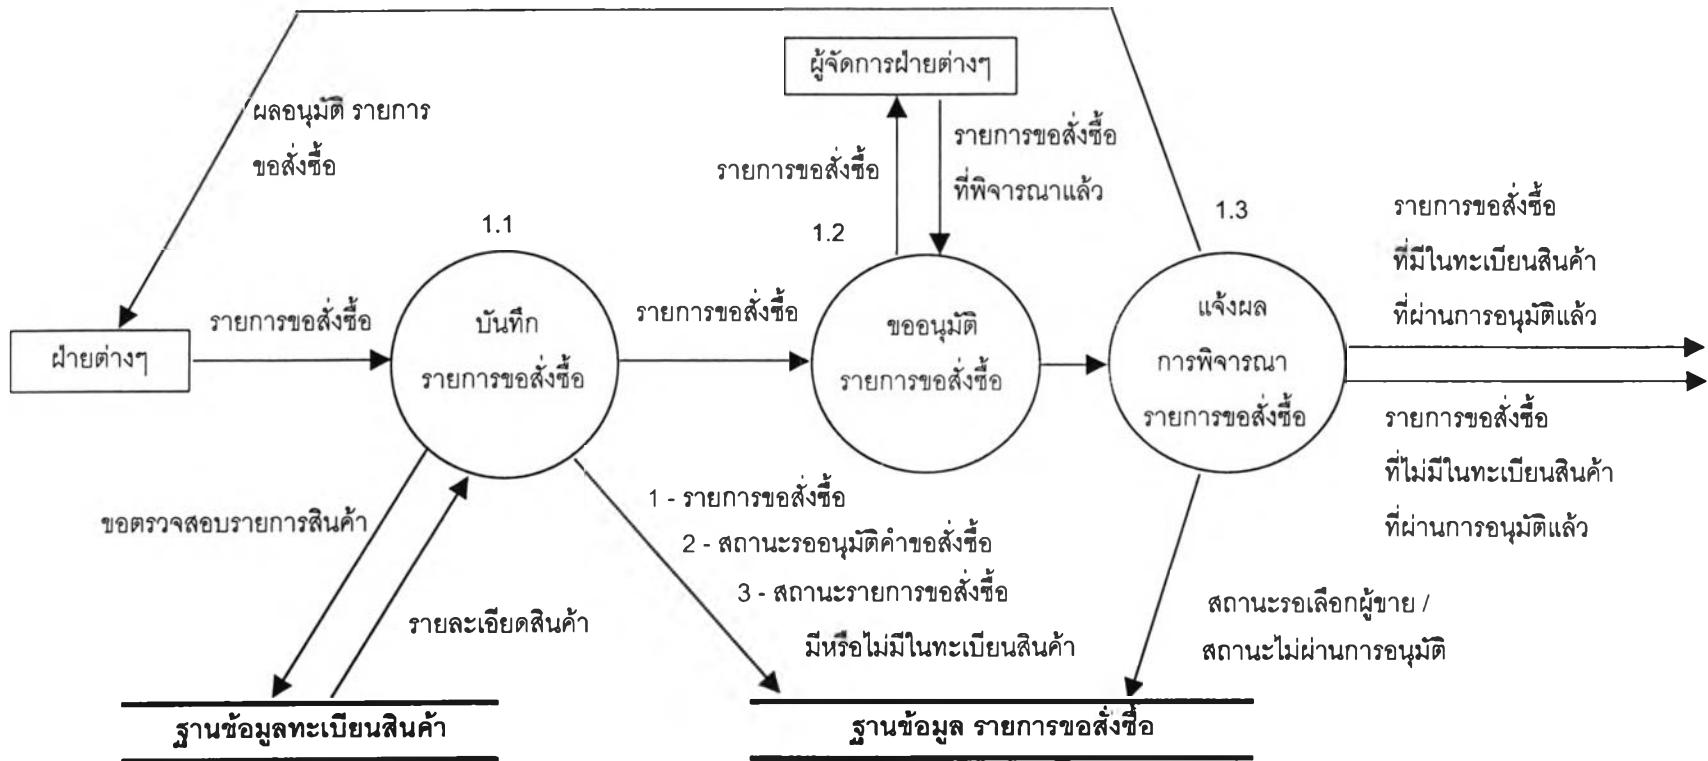 ผู้จัดการฝ่ายต่างๆ
ผลอนุมัติ รายการ
ขอสั่งซื้อ
รายการขอสั่งซื้อ
รายการขอสั่งซื้อ
ที่พิจารณาแล้ว
1.1
1.2
1.3
รายการขอสั่งซื้อ
ที่มีในทะเบียนสินค้า
ที่ผ่านการอนุมัติแล้ว
ฝ่ายต่างๆ
รายการขอสั่งซื้อ
บันทึก
รายการขอสั่งซื้อ
รายการขอสั่งซื้อ
ขออนุมัติ
รายการขอสั่งซื้อ
แจ้งผล
การพิจารณา
รายการขอสั่งซื้อ
รายการขอสั่งซื้อ
ที่ไม่มีในทะเบียนสินค้า
ที่ผ่านการอนุมัติแล้ว
ขอตรวจสอบรายการสินค้า
รายละเอียดสินค้า
1 - รายการขอสั่งซื้อ
2 - สถานะรออนุมัติคำขอสั่งซื้อ
3 - สถานะรายการขอสั่งซื้อ
มีหรือไม่มีในทะเบียนสินค้า
สถานะรอเลือกผู้ขาย /
สถานะไม่ผ่านการอนุมัติ
ฐานข้อมูลทะเบียนสินค้า
ฐานข้อมูล รายการขอสั่งซื้อ